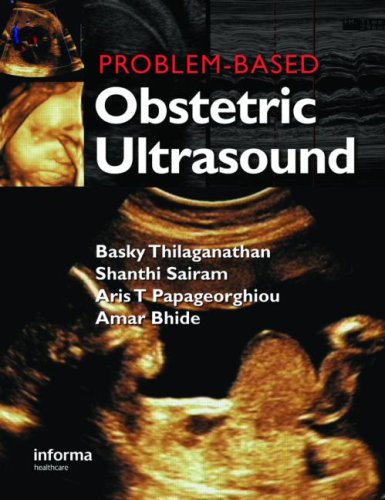 PROBLEM-BASED
Obstetric
Ultrasound
Basky Thilaganathan
Shanthi Sairam
Aris T Papageorghiou
Amar Bhide
informa
healthcare